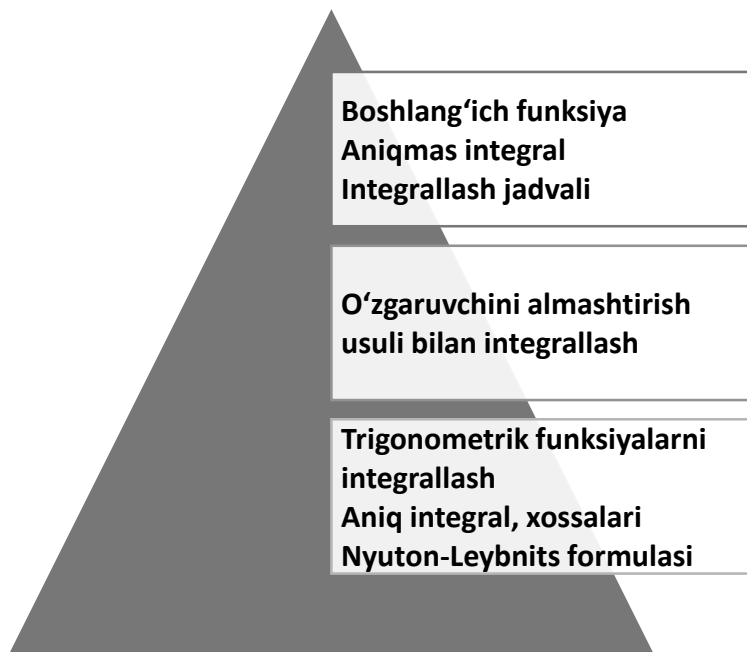 Boshlang‘ich funksiya
Aniqmas integral
Integrallash jadvali
O‘zgaruvchini almashtirish
usuli bilan integrallash
Trigonometrik funksiyalarni
integrallash
Aniq integral, xossalari
Nyuton-Leybnits formulasi